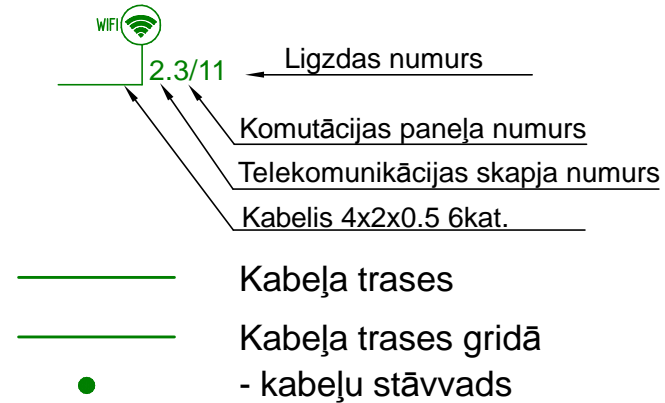 WIFI
2.3/11
Ligzdas numurs
Komutācijas paneļa numurs
Telekomunikācijas skapja numurs
Kabelis 4x2x0.5 6kat.
Kabeļa trases
Kabeļa trases gridā
- kabeļu stāvvads